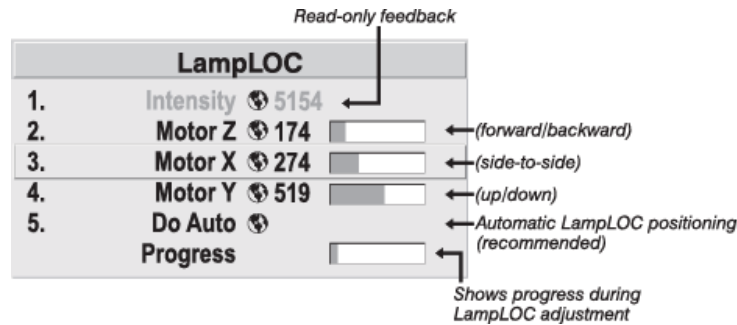 Read-only feedback
LampLOC
1. Intensity 5154
2. Motor Z 174 (forward/backward)
3. Motor X 274 (side-to-side)
4. Motor Y 519 (up/down)
5. Do Auto Automatic LampLOC positioning
(recommended)
Progress
Shows progress during
LampLOC adjustment